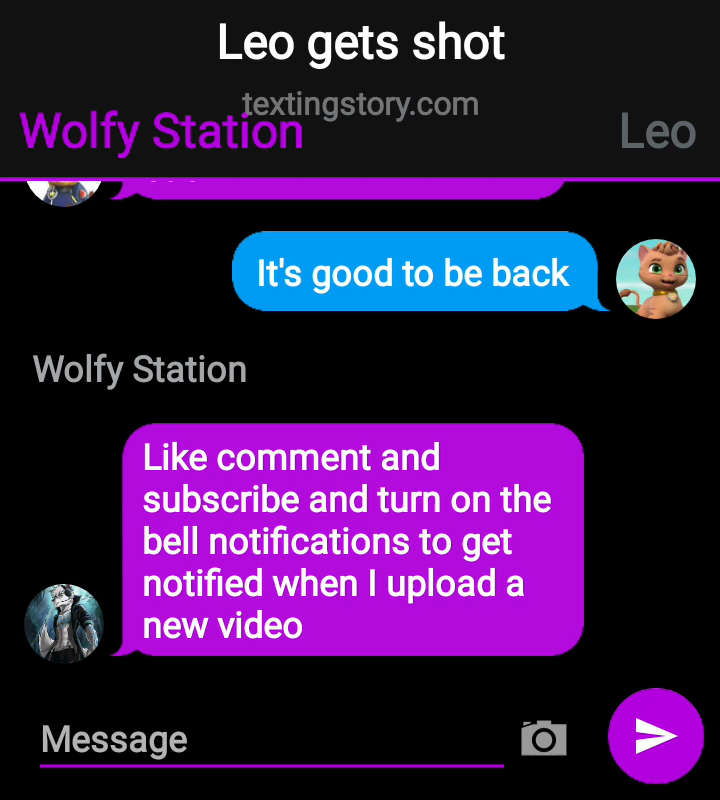 Leo gets shot
textingstory.com
Wolfy Station
Leo
It's good to be back
Wolfy Station
Like comment and
subscribe and turn on the
bell notifications to get
notified when I upload a
new video
Message